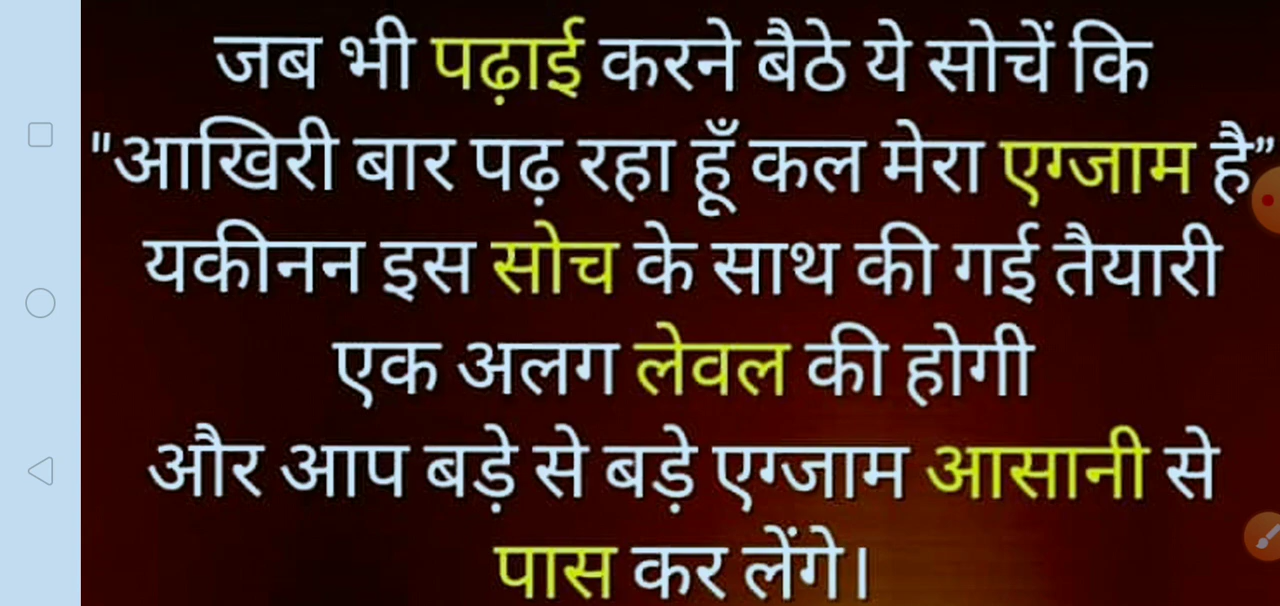 जब भी पढ़ाई करने बैठे ये सोचें कि
"आखिरी बार पढ़ रहा हूँ कल मेरा एग्जाम है”
यकीनन इस सोच के साथ की गई तैयारी
एक अलग लेवल की होगी
और आप बड़े से बड़े एग्जाम आसानी से
पास कर लेंगे।